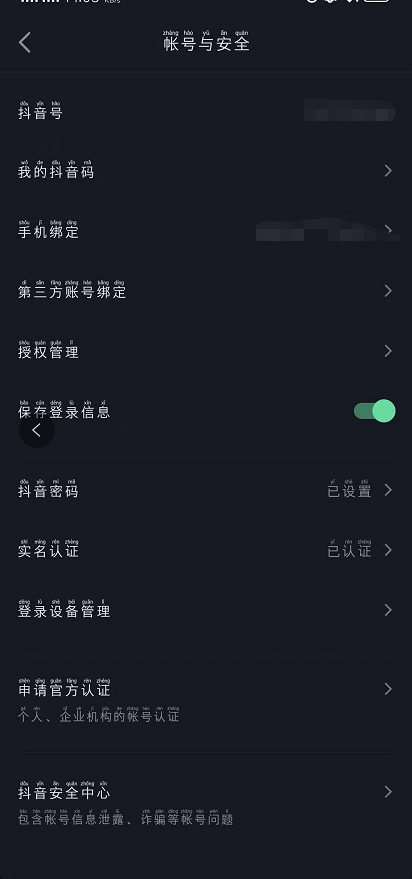 帐号与安全
抖音号
我的抖音码
手机绑定
第三方账号绑定
授权管理
保存登录信息
抖音密码 已设置
实名认证 已认证
登录设备管理
申请官方认证
个人、企业机构的帐号认证
抖音安全中心
包含帐号信息泄露、诈骗等帐号问题